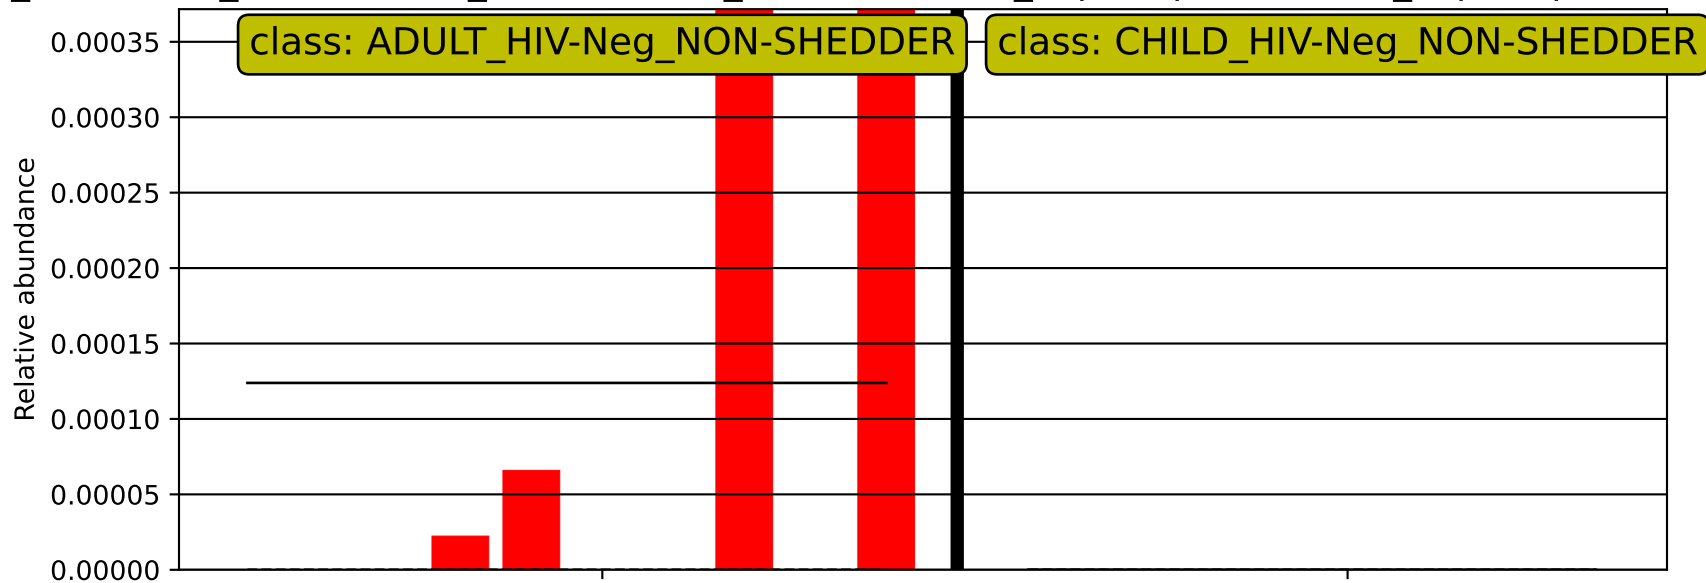 class: ADULT_HIV-Neg_NON-SHEDDER
class: CHILD_HIV-Neg_NON-SHEDDER
0.00035
0.00030
0.00025
0.00020
0.00015
0.00010
0.00005
0.00000
Relative abundance